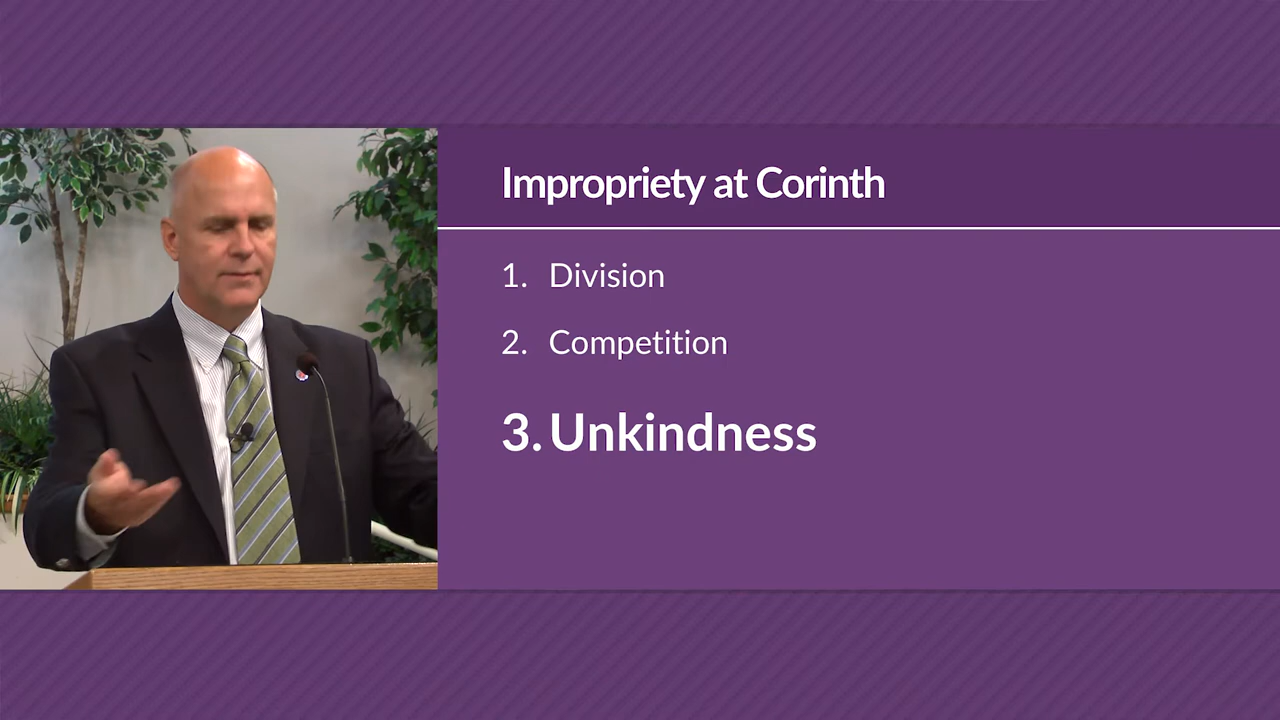 Impropriety at Corinth
1. Division
2. Competition
3. Unkindness